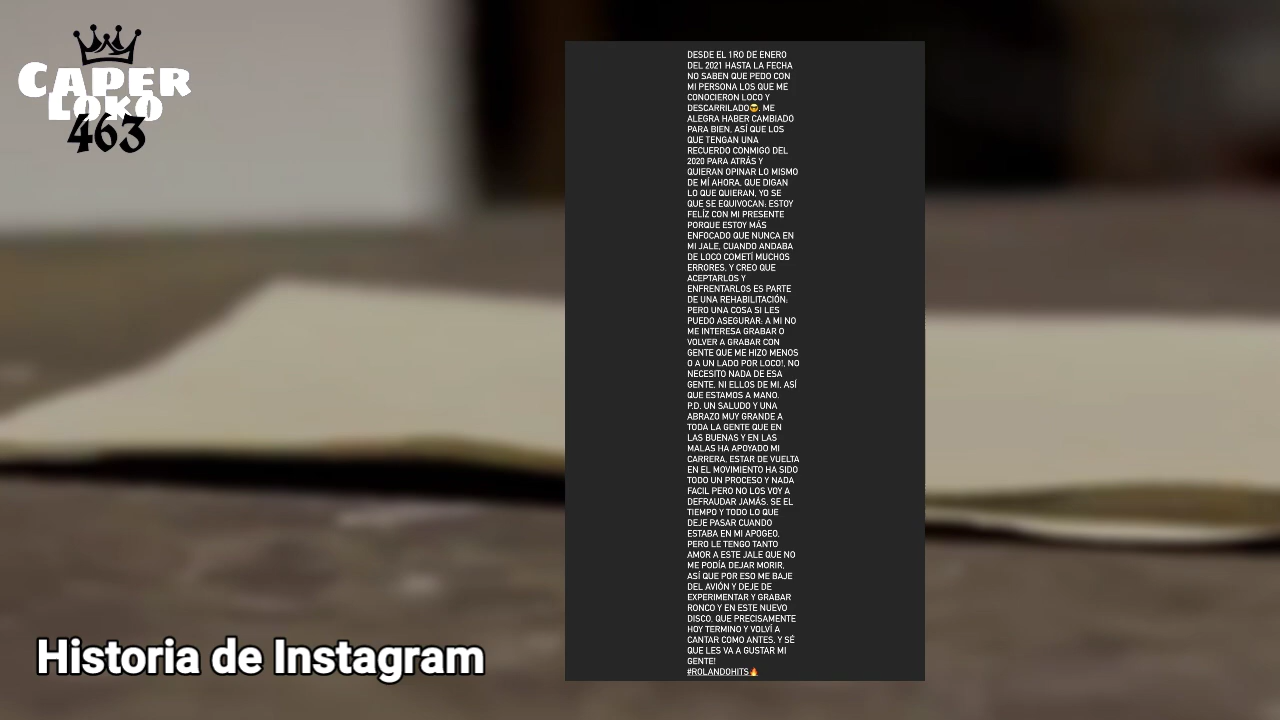 CAPER
LOKO
463
DESDE EL 1RO DE ENERO
DEL 2021 HASTA LA FECHA
NO SABEN QUE PEDO CON
MI PERSONA LOS QUE ME
CONOCIERON LOCO Y
DESCARRILADO😎. ME
ALEGRA HABER CAMBIADO
PARA BIEN, ASÍ QUE LOS
QUE TENGAN UNA
RECUERDO CONMIGO DEL
2020 PARA ATRÁS Y
QUIERAN OPINAR LO MISMO
DE MÍ AHORA, QUE DIGAN
LO QUE QUIERAN, YO SE
QUE SE EQUIVOCAN; ESTOY
FELÍZ CON MI PRESENTE
PORQUE ESTOY MÁS
ENFOCADO QUE NUNCA EN
MI JALE, CUANDO ANDABA
DE LOCO COMETÍ MUCHOS
ERRORES, Y CREO QUE
ACEPTARLOS Y
ENFRENTARLOS ES PARTE
DE UNA REHABILITACIÓN;
PERO UNA COSA SI LES
PUEDO ASEGURAR: A MI NO
ME INTERESA GRABAR O
VOLVER A GRABAR CON
GENTE QUE ME HIZO MENOS
O A UN LADO POR LOCO!, NO
NECESITO NADA DE ESA
GENTE, NI ELLOS DE MI, ASÍ
QUE ESTAMOS A MANO.
P.D. UN SALUDO Y UNA
ABRAZO MUY GRANDE A
TODA LA GENTE QUE EN
LAS BUENAS Y EN LAS
MALAS HA APOYADO MI
CARRERA, ESTAR DE VUELTA
EN EL MOVIMIENTO HA SIDO
TODO UN PROCESO Y NADA
FACIL PERO NO LOS VOY A
DEFRAUDAR JAMÁS, SE EL
TIEMPO Y TODO LO QUE
DEJE PASAR CUANDO
ESTABA EN MI APOGEO,
PERO LE TENGO TANTO
AMOR A ESTE JALE QUE NO
ME PODÍA DEJAR MORIR,
ASÍ QUE POR ESO ME BAJE
DEL AVIÓN Y DEJE DE
EXPERIMENTAR Y GRABAR
RONCO Y EN ESTE NUEVO
DISCO, QUE PRECISAMENTE
HOY TERMINO Y VOLVÍ A
CANTAR COMO ANTES, Y SÉ
QUE LES VA A GUSTAR MI
GENTE!
#ROLANDOHITS🔥
Historia de Instagram